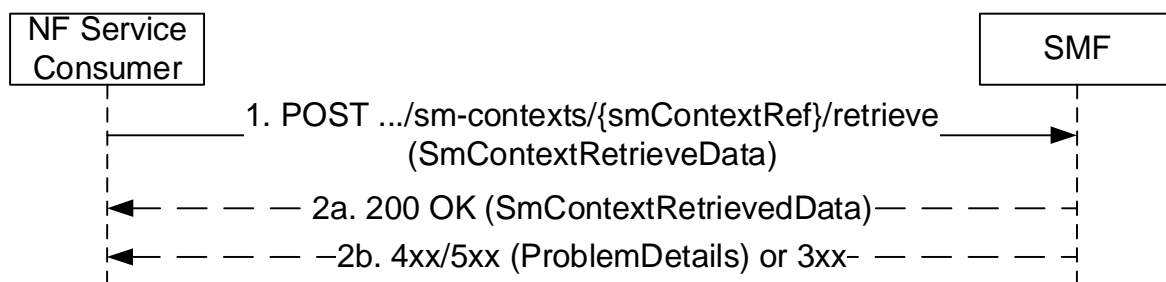 NF Service
Consumer
SMF
1. POST .../sm-contexts/{smContextRef}/retrieve
(SmContextRetrieveData)
2a. 200 OK (SmContextRetrievedData)
2b. 4xx/5xx (ProblemDetails) or 3xx